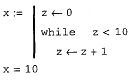 x := z ← 0
while z < 10
z ← z + 1
x = 10